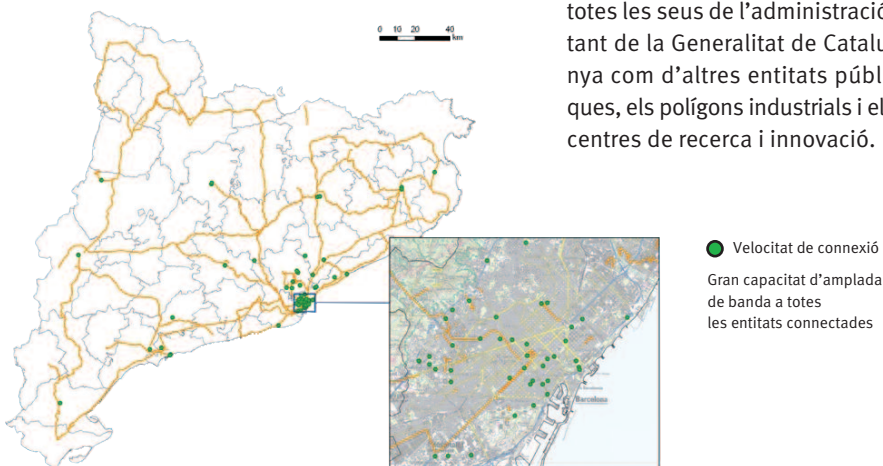 totes les seus de l’administració
tant de la Generalitat de Catalu
nya com d’altres entitats públ
ques, els polígons industrials i el
centres de recerca i innovació.
0 10 20 40
km
Velocitat de connexió
Gran capacitat d’amplada
de banda a totes
les entitats connectades
Barcelona